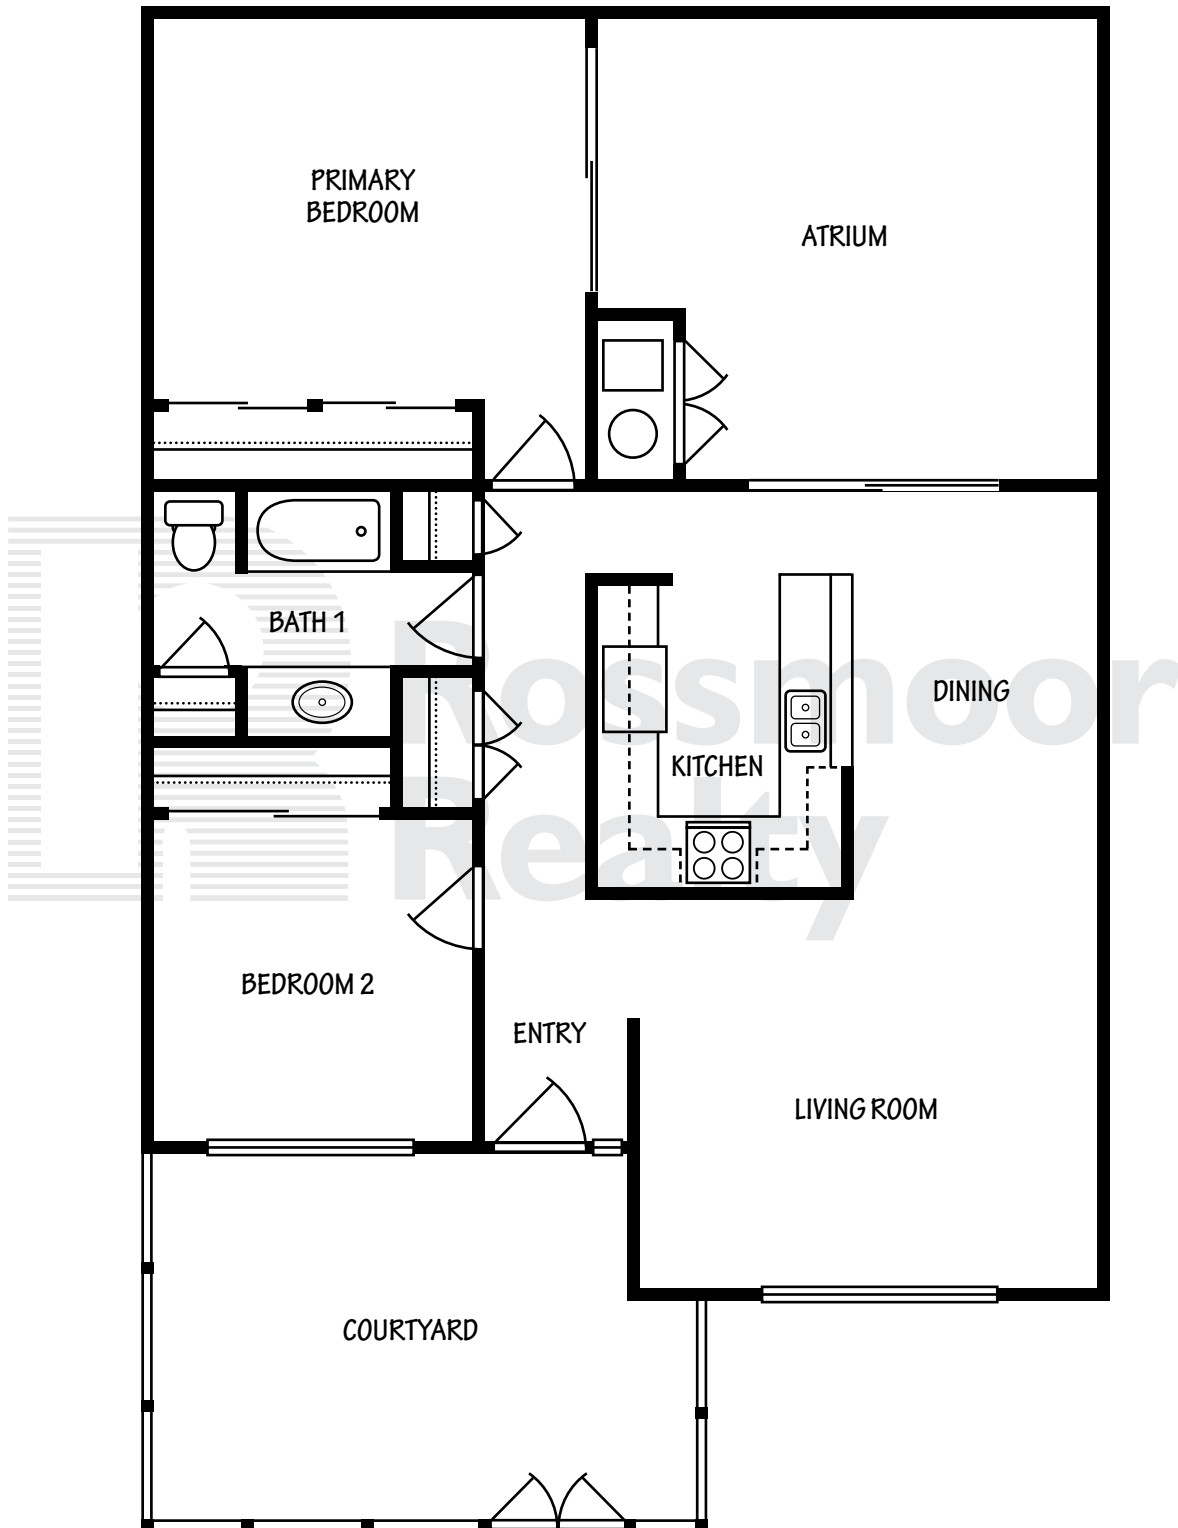 PRIMARY
BEDROOM
ATRIUM
BATH 1
DINING
KITCHEN
Rossmoor
Realty
BEDROOM 2
ENTRY
LIVING ROOM
COURTYARD